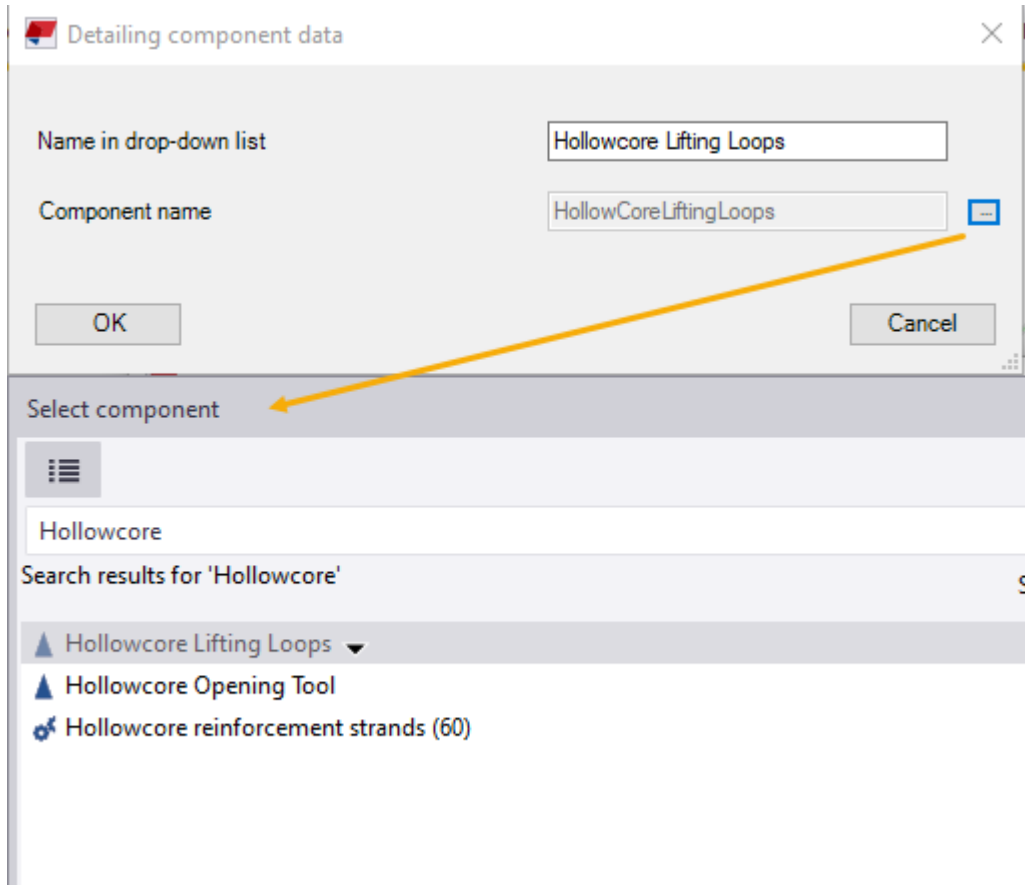 Detailing component data
Name in drop-down list
Hollowcore Lifting Loops
Component name
HollowCoreLiftingLoops
...
OK
Cancel
Select component
Hollowcore
Search results for 'Hollowcore'
Hollowcore Lifting Loops
Hollowcore Opening Tool
Hollowcore reinforcement strands (60)